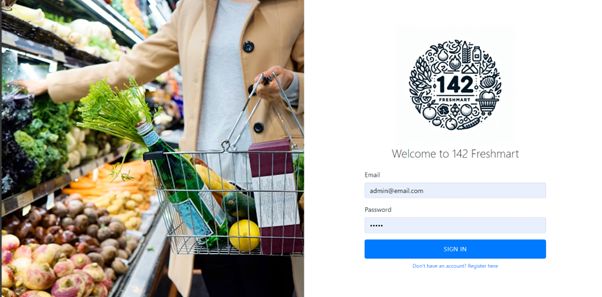 142
FRESHMART
Welcome to 142 Freshmart
Email
admin@email.com
Password
•••••
SIGN IN
Don't have an account? Register here